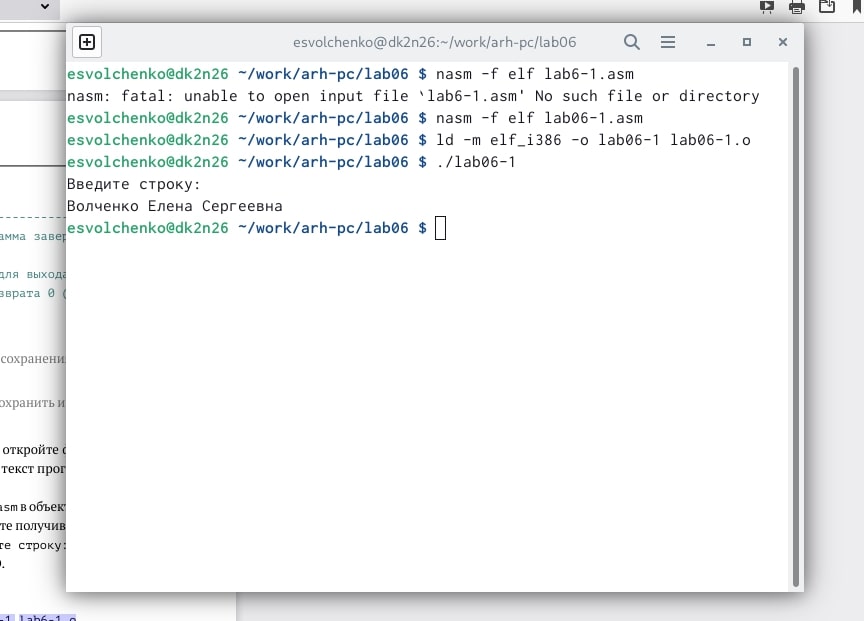 esvolchenko@dk2n26:~/work/arh-pc/lab06
esvolchenko@dk2n26 ~/work/arh-pc/lab06 $ nasm -f elf lab6-1.asm
nasm: fatal: unable to open input file `lab6-1.asm' No such file or directory
esvolchenko@dk2n26 ~/work/arh-pc/lab06 $ nasm -f elf lab06-1.asm
esvolchenko@dk2n26 ~/work/arh-pc/lab06 $ ld -m elf_i386 -o lab06-1 lab06-1.o
esvolchenko@dk2n26 ~/work/arh-pc/lab06 $ ./lab06-1
Введите строку:
Волченко Елена Сергеевна
esvolchenko@dk2n26 ~/work/arh-pc/lab06 $
для выхода
зврата 0 (
сохранени
охранить и
откройте
текст прог
asm в объек
те получив
те строку:
-1 lab6-1.o